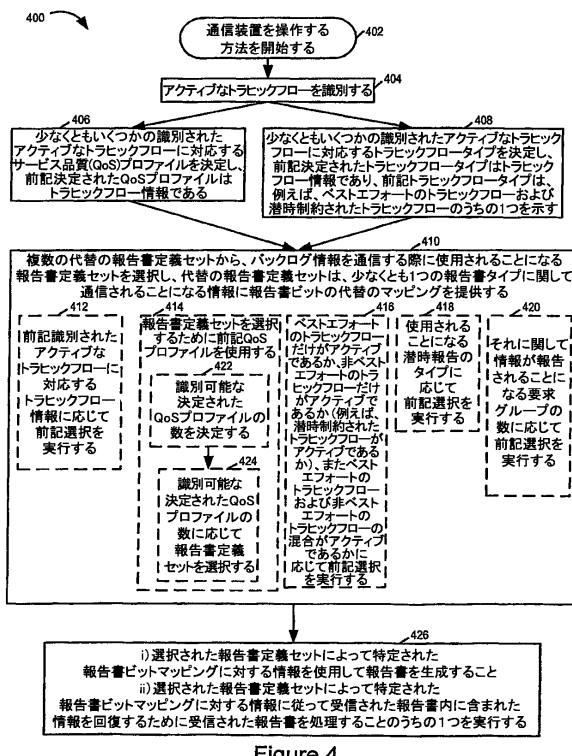 400
通信装置を操作する
方法を開始する
402
アクティブなトラヒックフローを識別する
404
406
少なくともいくつかの識別された
アクティブなトラヒックフローに対応する
サービス品質(QoS)プロファイルを決定し、
前記決定されたQoSプロファイルは
トラヒックフロー情報である
408
少なくともいくつかの識別されたアクティブなトラヒック
フローに対応するトラヒックフロータイプを決定し、
前記決定されたトラヒックフロータイプはトラヒック
フロー情報であり、前記トラヒックフロータイプは、
例えば、ベストエフォートのトラヒックフローおよび
潜時制約されたトラヒックフローのうちの1つを示す
410
複数の代替の報告書定義セットから、バックログ情報を通信する際に使用されることになる
報告書定義セットを選択し、代替の報告書定義セットは、少なくとも1つの報告書タイプに関して
通信されることになる情報に報告書ビットの代替のマッピングを提供する
412
前記識別された
アクティブな
トラヒックフローに
対応する
トラヒックフロー
情報に応じて
前記選択を
実行する
414
報告書定義セットを選択
するために前記QoS
プロファイルを使用する
422
識別可能な
決定された
QoSプロファイルの
数を決定する
424
識別可能な
決定されたQoS
プロファイルの
数に応じて
報告書定義
セットを選択する
416
ベストエフォート
のトラヒックフロー
だけがアクティブ
であるか、非ベスト
エフォートのトラ
ヒックフローだけ
がアクティブで
あるか(例えば、
潜時制約された
トラヒックフローが
アクティブである
か)、またベスト
エフォートの
トラヒックフロー
および非ベスト
エフォートの
トラヒックフローの
混合がアクティブ
であるかに
応じて前記選択
を実行する
418
使用される
ことになる
潜時報告の
タイプに
応じて
前記選択を
実行する
420
それに関して
情報が報告
されることに
なる要求
グループの
数に応じて
前記選択を
実行する
426
i)選択された報告書定義セットによって特定された
報告書ビットマッピングに対する情報を使用して報告書を生成すること
ii)選択された報告書定義セットによって特定された
報告書ビットマッピングに対する情報に従って受信された報告書内に含まれた
情報を回復するために受信された報告書を処理することのうちの1つを実行する
Figure 4